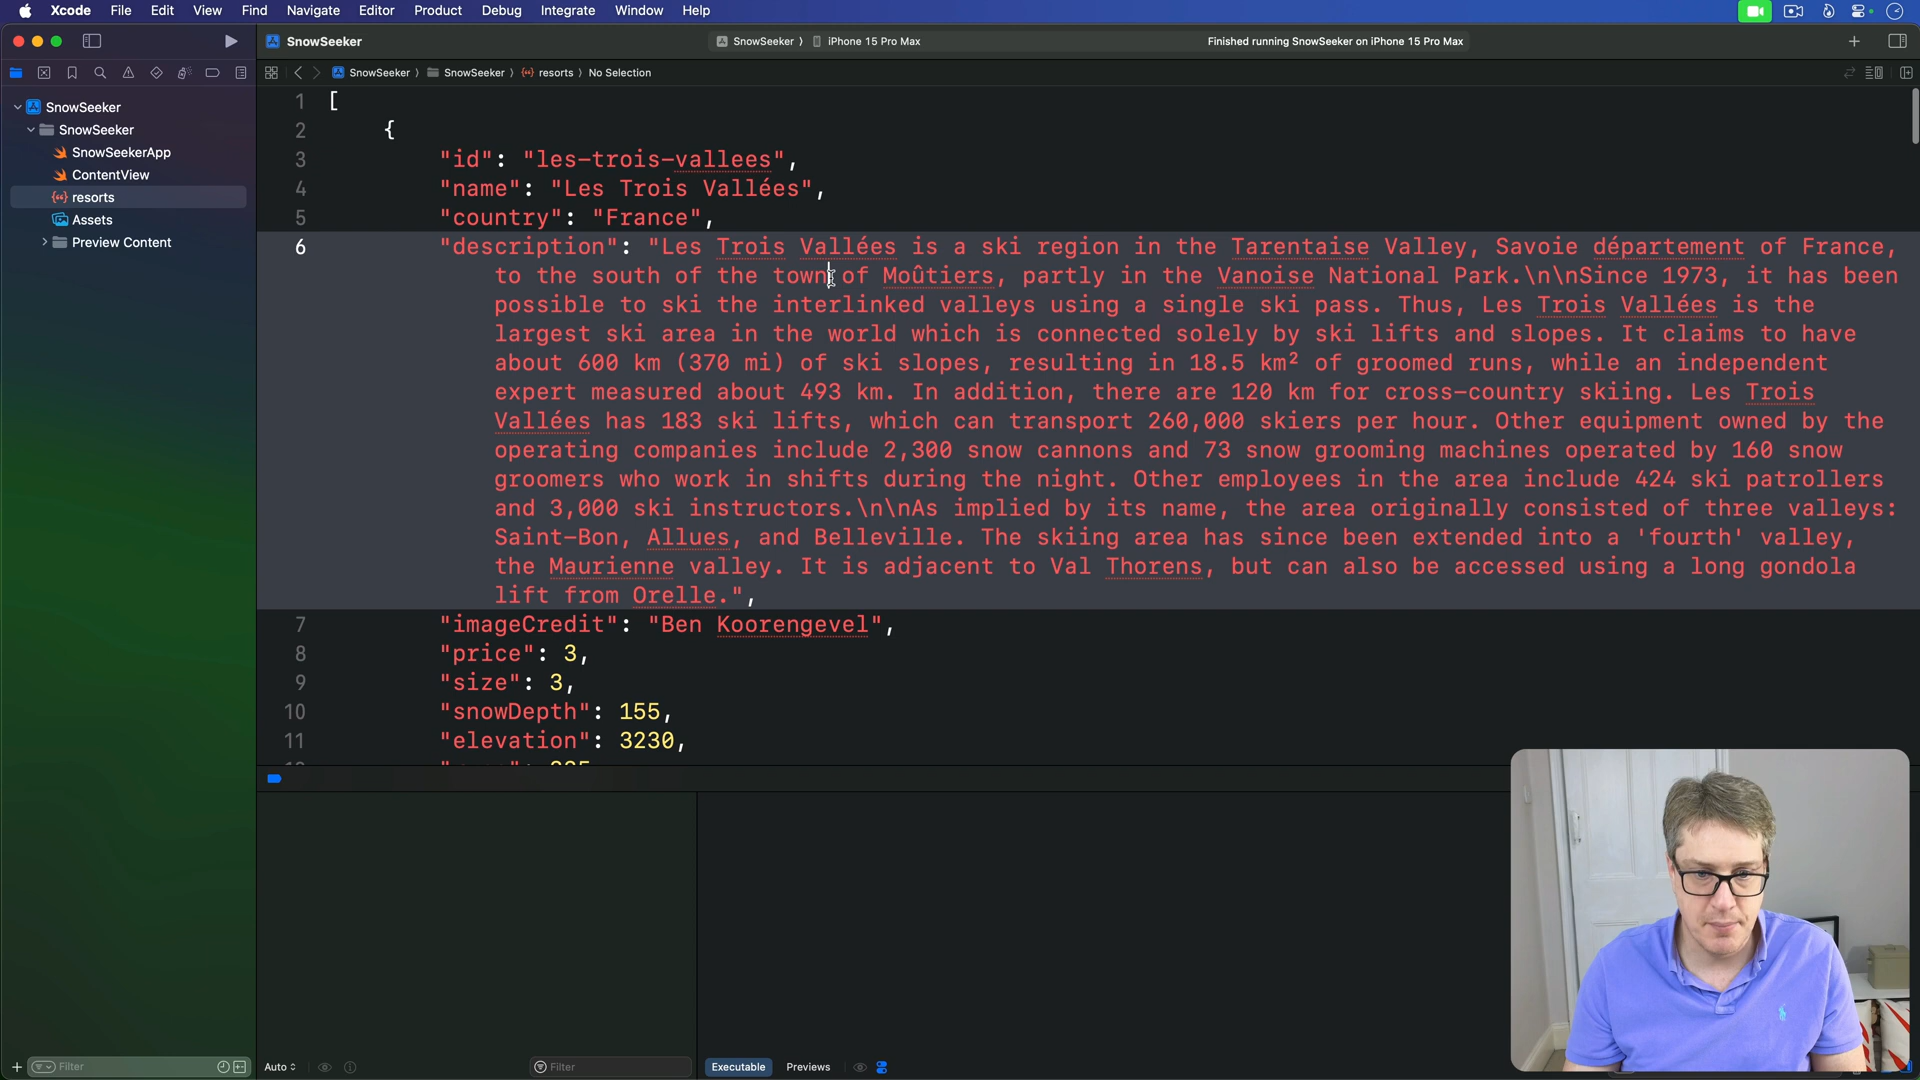 Xcode File Edit View Find Navigate Editor Product Debug Integrate Window Help
SnowSeeker
SnowSeeker iPhone 15 Pro Max
Finished running SnowSeeker on iPhone 15 Pro Max
SnowSeeker SnowSeeker resorts No Selection
SnowSeeker
SnowSeeker
SnowSeekerApp
ContentView
resorts
Assets
Preview Content
1 [
2 {
3 "id": "les-trois-vallees",
4 "name": "Les Trois Vallées",
5 "country": "France",
6 "description": "Les Trois Vallées is a ski region in the Tarentaise Valley, Savoie département of France,
to the south of the town of Moûtiers, partly in the Vanoise National Park.\n\nSince 1973, it has been
possible to ski the interlinked valleys using a single ski pass. Thus, Les Trois Vallées is the
largest ski area in the world which is connected solely by ski lifts and slopes. It claims to have
about 600 km (370 mi) of ski slopes, resulting in 18.5 km² of groomed runs, while an independent
expert measured about 493 km. In addition, there are 120 km for cross-country skiing. Les Trois
Vallées has 183 ski lifts, which can transport 260,000 skiers per hour. Other equipment owned by the
operating companies include 2,300 snow cannons and 73 snow grooming machines operated by 160 snow
groomers who work in shifts during the night. Other employees in the area include 424 ski patrollers
and 3,000 ski instructors.\n\nAs implied by its name, the area originally consisted of three valleys:
Saint-Bon, Allues, and Belleville. The skiing area has since been extended into a 'fourth' valley,
the Maurienne valley. It is adjacent to Val Thorens, but can also be accessed using a long gondola
lift from Orelle.",
7 "imageCredit": "Ben Koorengevel",
8 "price": 3,
9 "size": 3,
10 "snowDepth": 155,
11 "elevation": 3230,
Filter
Auto
Filter
Executable Previews